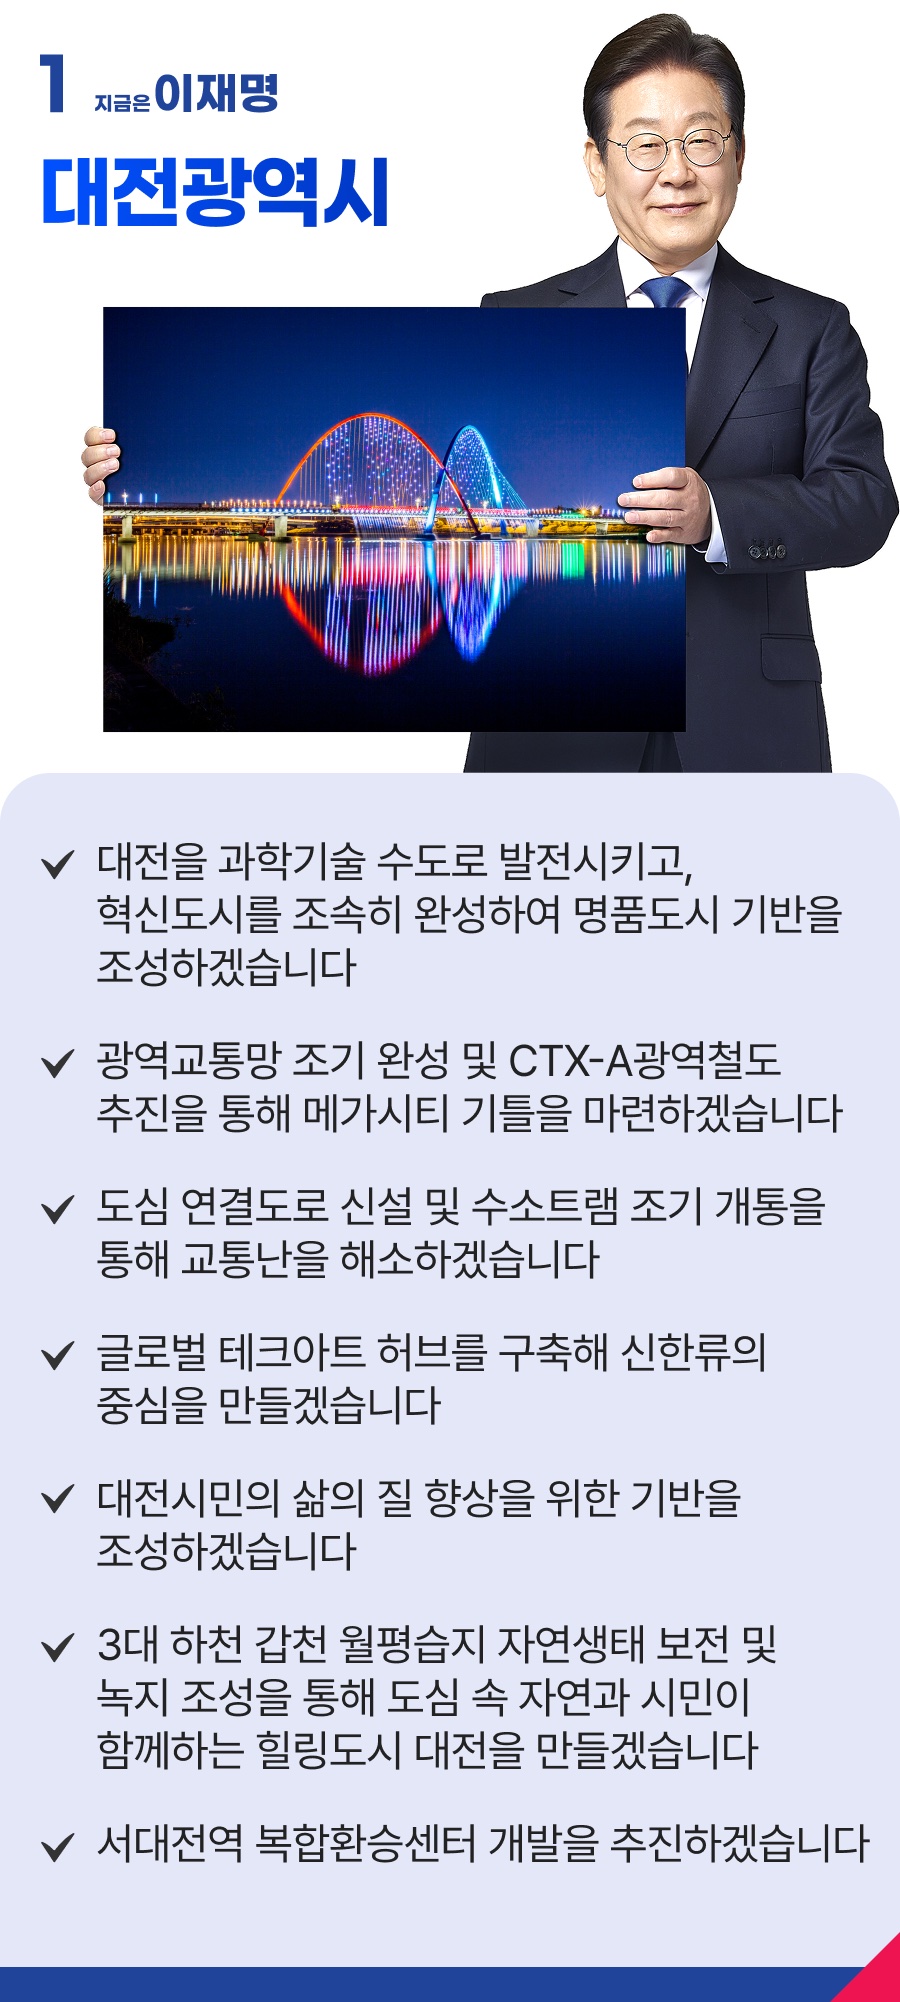 1 지금은 이재명
대전광역시
대전을 과학기술 수도로 발전시키고,
혁신도시를 조속히 완성하여 명품도시 기반을
조성하겠습니다
광역교통망 조기 완성 및 CTX-A광역철도
추진을 통해 메가시티 기틀을 마련하겠습니다
도심 연결도로 신설 및 수소트램 조기 개통을
통해 교통난을 해소하겠습니다
글로벌 테크아트 허브를 구축해 신한류의
중심을 만들겠습니다
대전시민의 삶의 질 향상을 위한 기반을
조성하겠습니다
3대 하천 갑천 월평습지 자연생태 보전 및
녹지 조성을 통해 도심 속 자연과 시민이
함께하는 힐링도시 대전을 만들겠습니다
서대전역 복합환승센터 개발을 추진하겠습니다